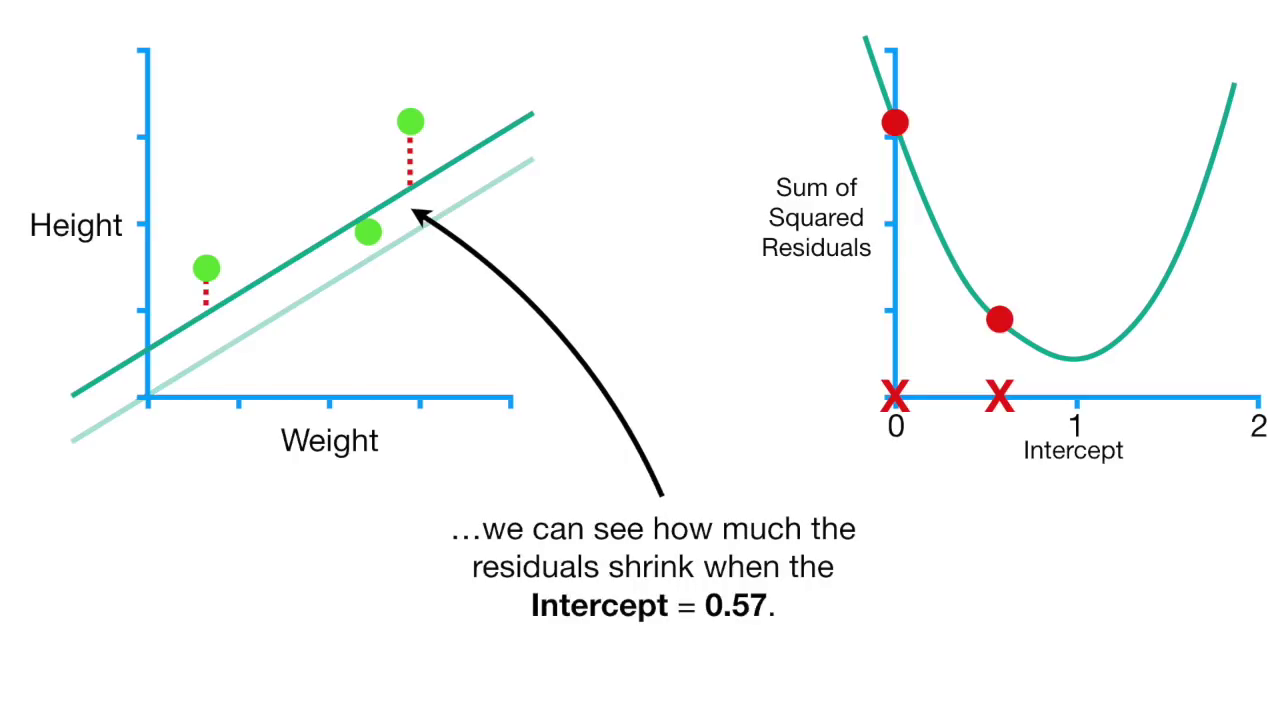 Height
Weight
Sum of
Squared
Residuals
X X
0 1 2
Intercept
…we can see how much the
residuals shrink when the
Intercept = 0.57.